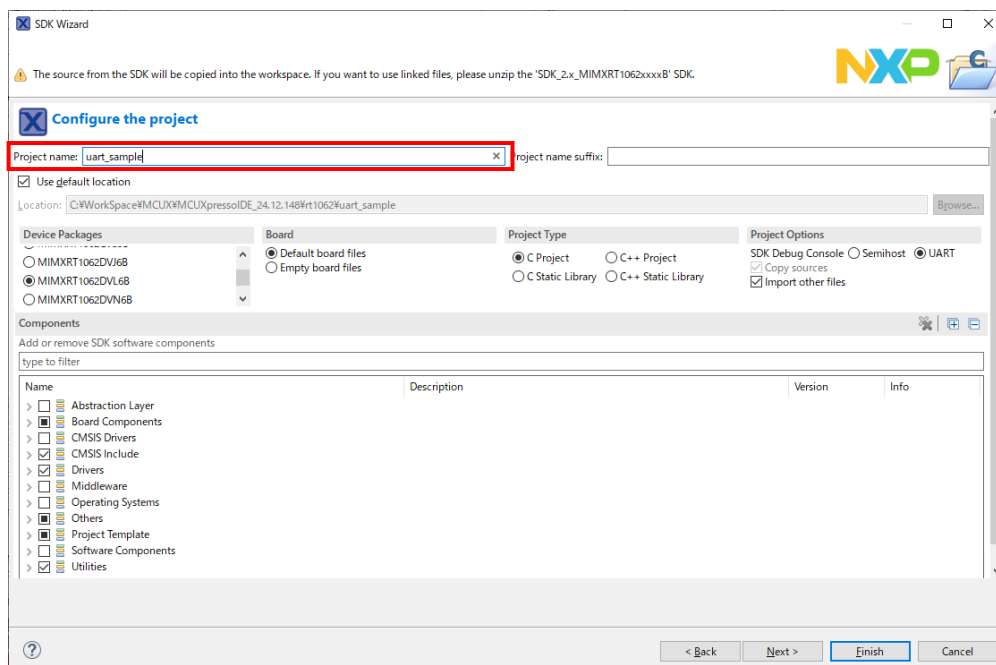 SDK Wizard
The source from the SDK will be copied into the workspace. If you want to use linked files, please unzip the 'SDK_2.x_MIMXRT1062xxxxB' SDK.
NXP
Configure the project
Project name: uart_sample
Project name suffix:
Use default location
Location: C:¥WorkSpace¥MCUX¥MCUXpressoIDE_24.12.148¥rt1062¥uart_sample Browse...
Device Packages Board Project Type Project Options
MIMXRT1062DVJ6B Default board files C Project C++ Project SDK Debug Console Semihost UART
MIMXRT1062DVL6B Empty board files C Static Library C++ Static Library Copy sources
MIMXRT1062DVN6B Import other files
Components
Add or remove SDK software components
type to filter
Name Description Version Info
Abstraction Layer
Board Components
CMSIS Drivers
CMSIS Include
Drivers
Middleware
Operating Systems
Others
Project Template
Software Components
Utilities
? < Back Next > Finish Cancel